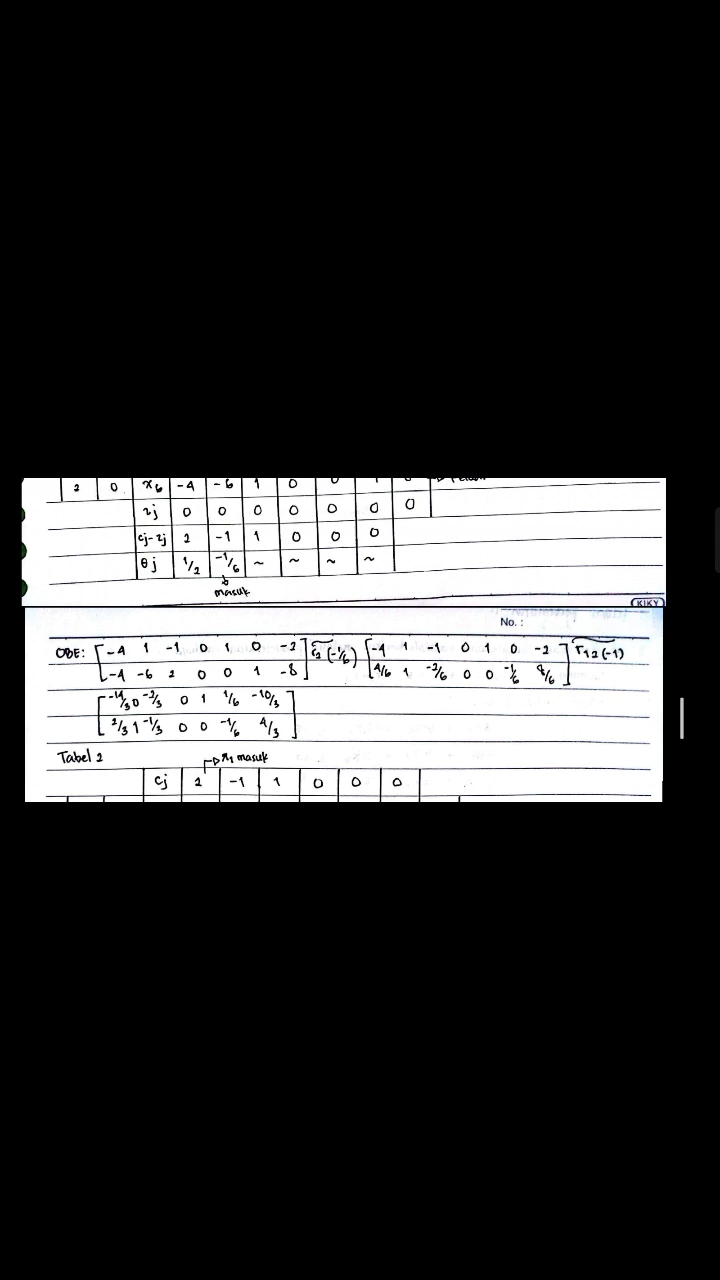 2 0 x6 -4 -6 1 0
zj 0 0 0 0 0 0 0
cj-zj 2 -1 1 0 0 0
θj 1/2 -1/6 ~ ~ ~ ~
masuk
KIKY
No. :
OBE: [-4 1 -1 0 1 0 -2] (-1/6) [-4 1 -1 0 1 0 -2] r12(-1)
[-4 -6 2 0 0 1 -8] [4/6 1 -2/6 0 0 -1/6 8/6]
[-14/3 0 -2/3 0 1 1/6 -10/3]
[2/3 1 -1/3 0 0 -1/6 4/3]
Tabel 2
x1 masuk
cj 2 -1 1 0 0 0